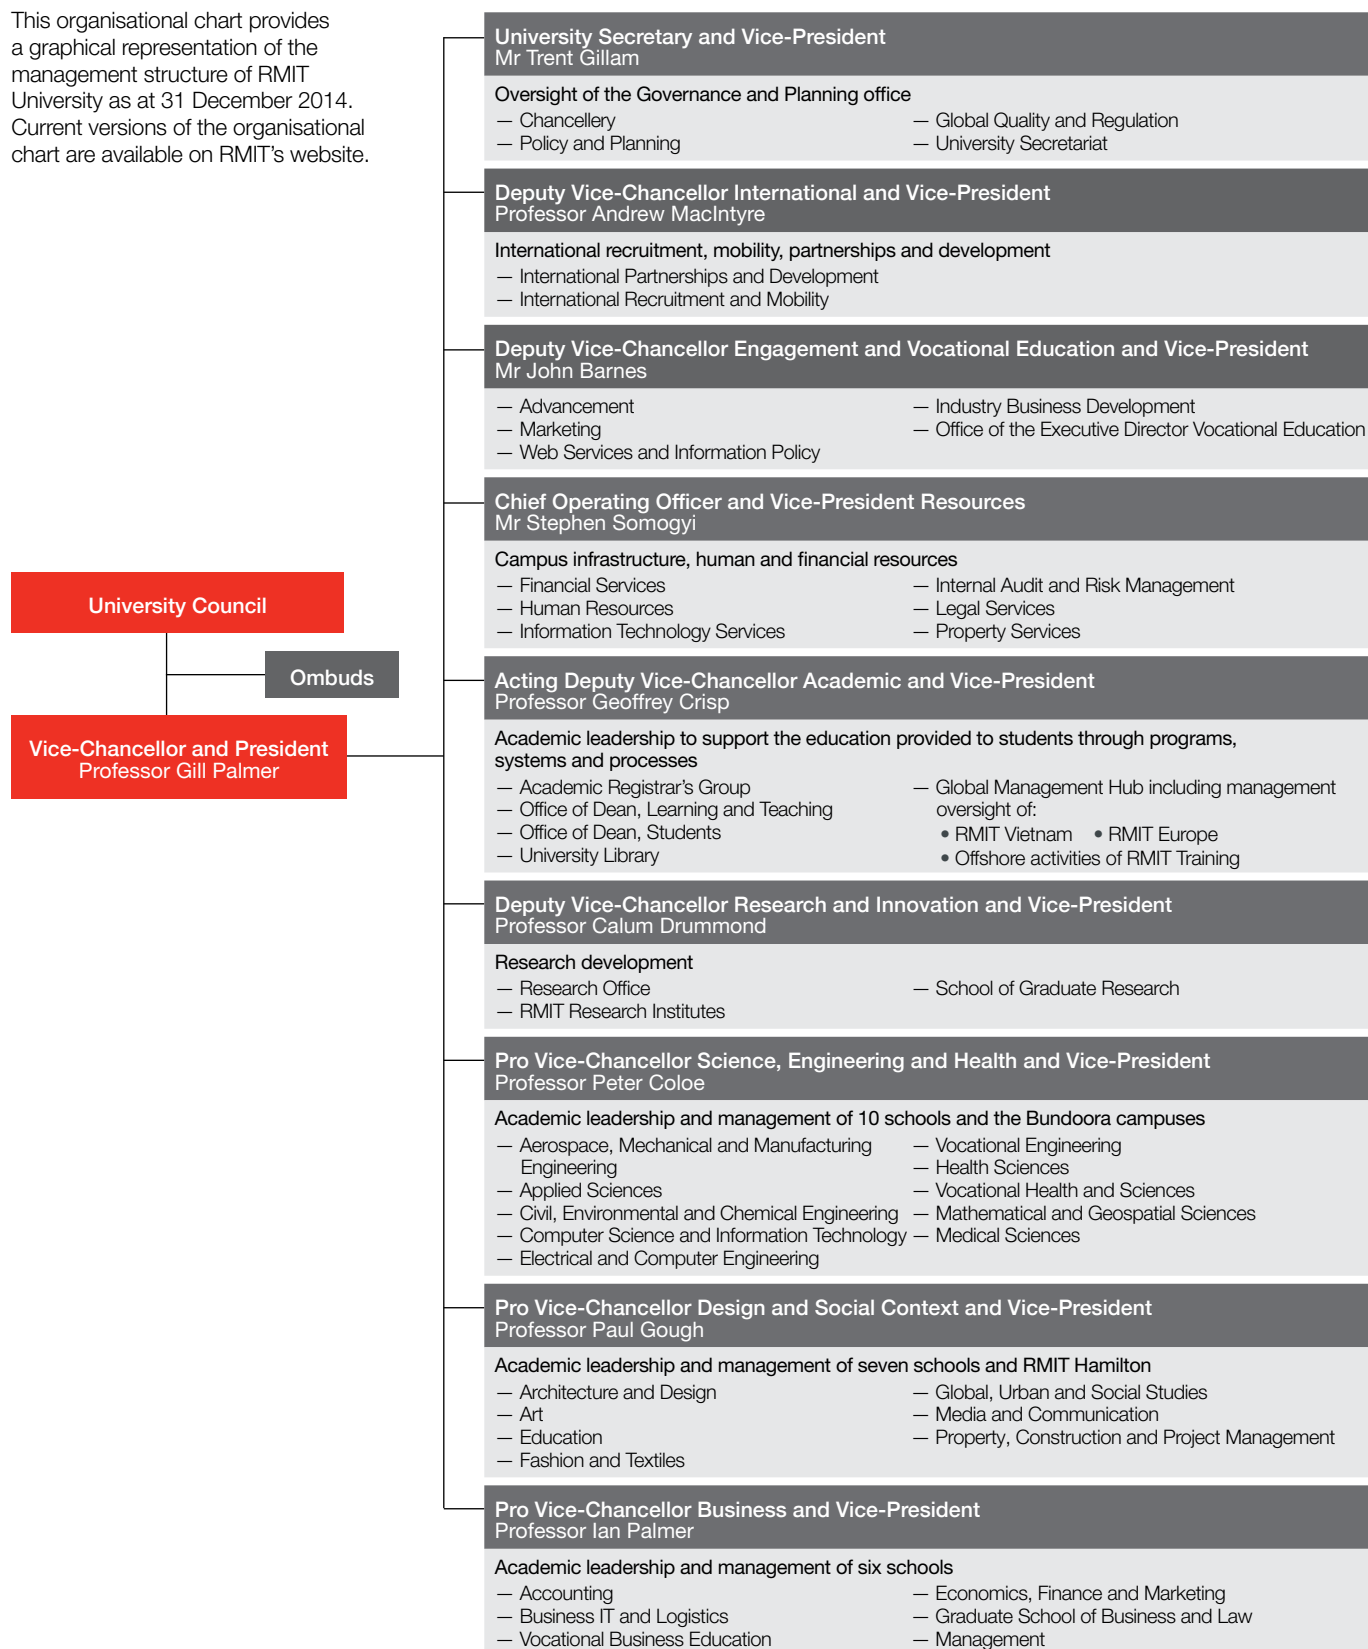 This organisational chart provides
a graphical representation of the
management structure of RMIT
University as at 31 December 2014.
Current versions of the organisational
chart are available on RMIT's website.
University Council
Ombuds
Vice-Chancellor and President
Professor Gill Palmer
University Secretary and Vice-President
Mr Trent Gillam
Oversight of the Governance and Planning office
— Chancellery
— Policy and Planning
— Global Quality and Regulation
— University Secretariat
Deputy Vice-Chancellor International and Vice-President
Professor Andrew MacIntyre
International recruitment, mobility, partnerships and development
— International Partnerships and Development
— International Recruitment and Mobility
Deputy Vice-Chancellor Engagement and Vocational Education and Vice-President
Mr John Barnes
— Advancement
— Marketing
— Web Services and Information Policy
— Industry Business Development
— Office of the Executive Director Vocational Education
Chief Operating Officer and Vice-President Resources
Mr Stephen Somogyi
Campus infrastructure, human and financial resources
— Financial Services
— Human Resources
— Information Technology Services
— Internal Audit and Risk Management
— Legal Services
— Property Services
Acting Deputy Vice-Chancellor Academic and Vice-President
Professor Geoffrey Crisp
Academic leadership to support the education provided to students through programs,
systems and processes
— Academic Registrar's Group
— Office of Dean, Learning and Teaching
— Office of Dean, Students
— University Library
— Global Management Hub including management
oversight of:
• RMIT Vietnam • RMIT Europe
• Offshore activities of RMIT Training
Deputy Vice-Chancellor Research and Innovation and Vice-President
Professor Calum Drummond
Research development
— Research Office
— RMIT Research Institutes
— School of Graduate Research
Pro Vice-Chancellor Science, Engineering and Health and Vice-President
Professor Peter Coloe
Academic leadership and management of 10 schools and the Bundoora campuses
— Aerospace, Mechanical and Manufacturing
Engineering
— Applied Sciences
— Civil, Environmental and Chemical Engineering
— Computer Science and Information Technology
— Electrical and Computer Engineering
— Vocational Engineering
— Health Sciences
— Vocational Health and Sciences
— Mathematical and Geospatial Sciences
— Medical Sciences
Pro Vice-Chancellor Design and Social Context and Vice-President
Professor Paul Gough
Academic leadership and management of seven schools and RMIT Hamilton
— Architecture and Design
— Art
— Education
— Fashion and Textiles
— Global, Urban and Social Studies
— Media and Communication
— Property, Construction and Project Management
Pro Vice-Chancellor Business and Vice-President
Professor Ian Palmer
Academic leadership and management of six schools
— Accounting
— Business IT and Logistics
— Vocational Business Education
— Economics, Finance and Marketing
— Graduate School of Business and Law
— Management